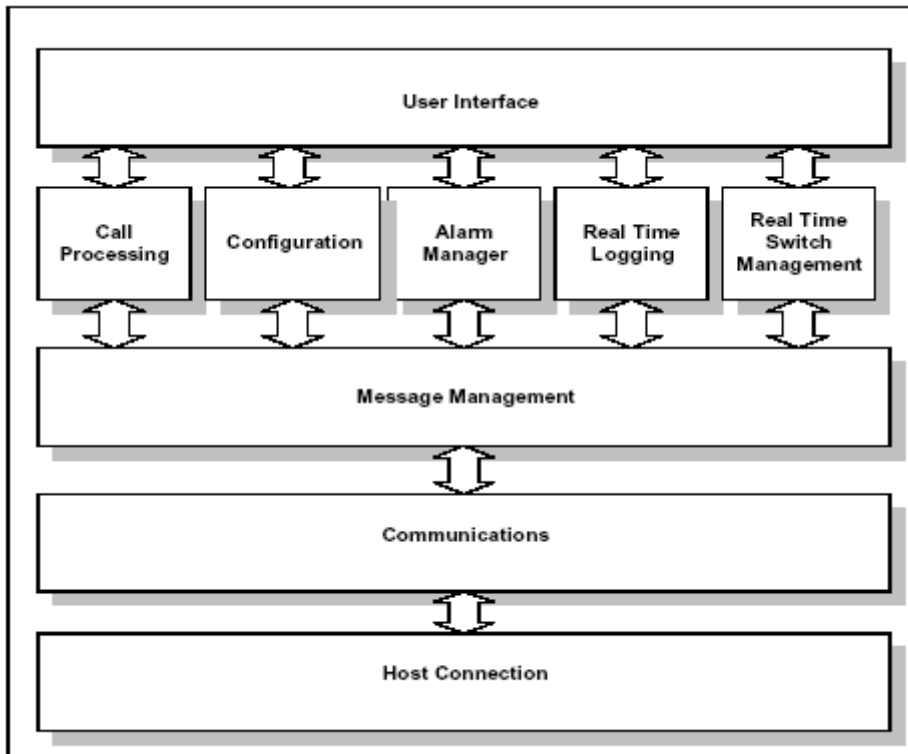 User Interface
Call
Processing
Configuration
Alarm
Manager
Real Time
Logging
Real Time
Switch
Management
Message Management
Communications
Host Connection